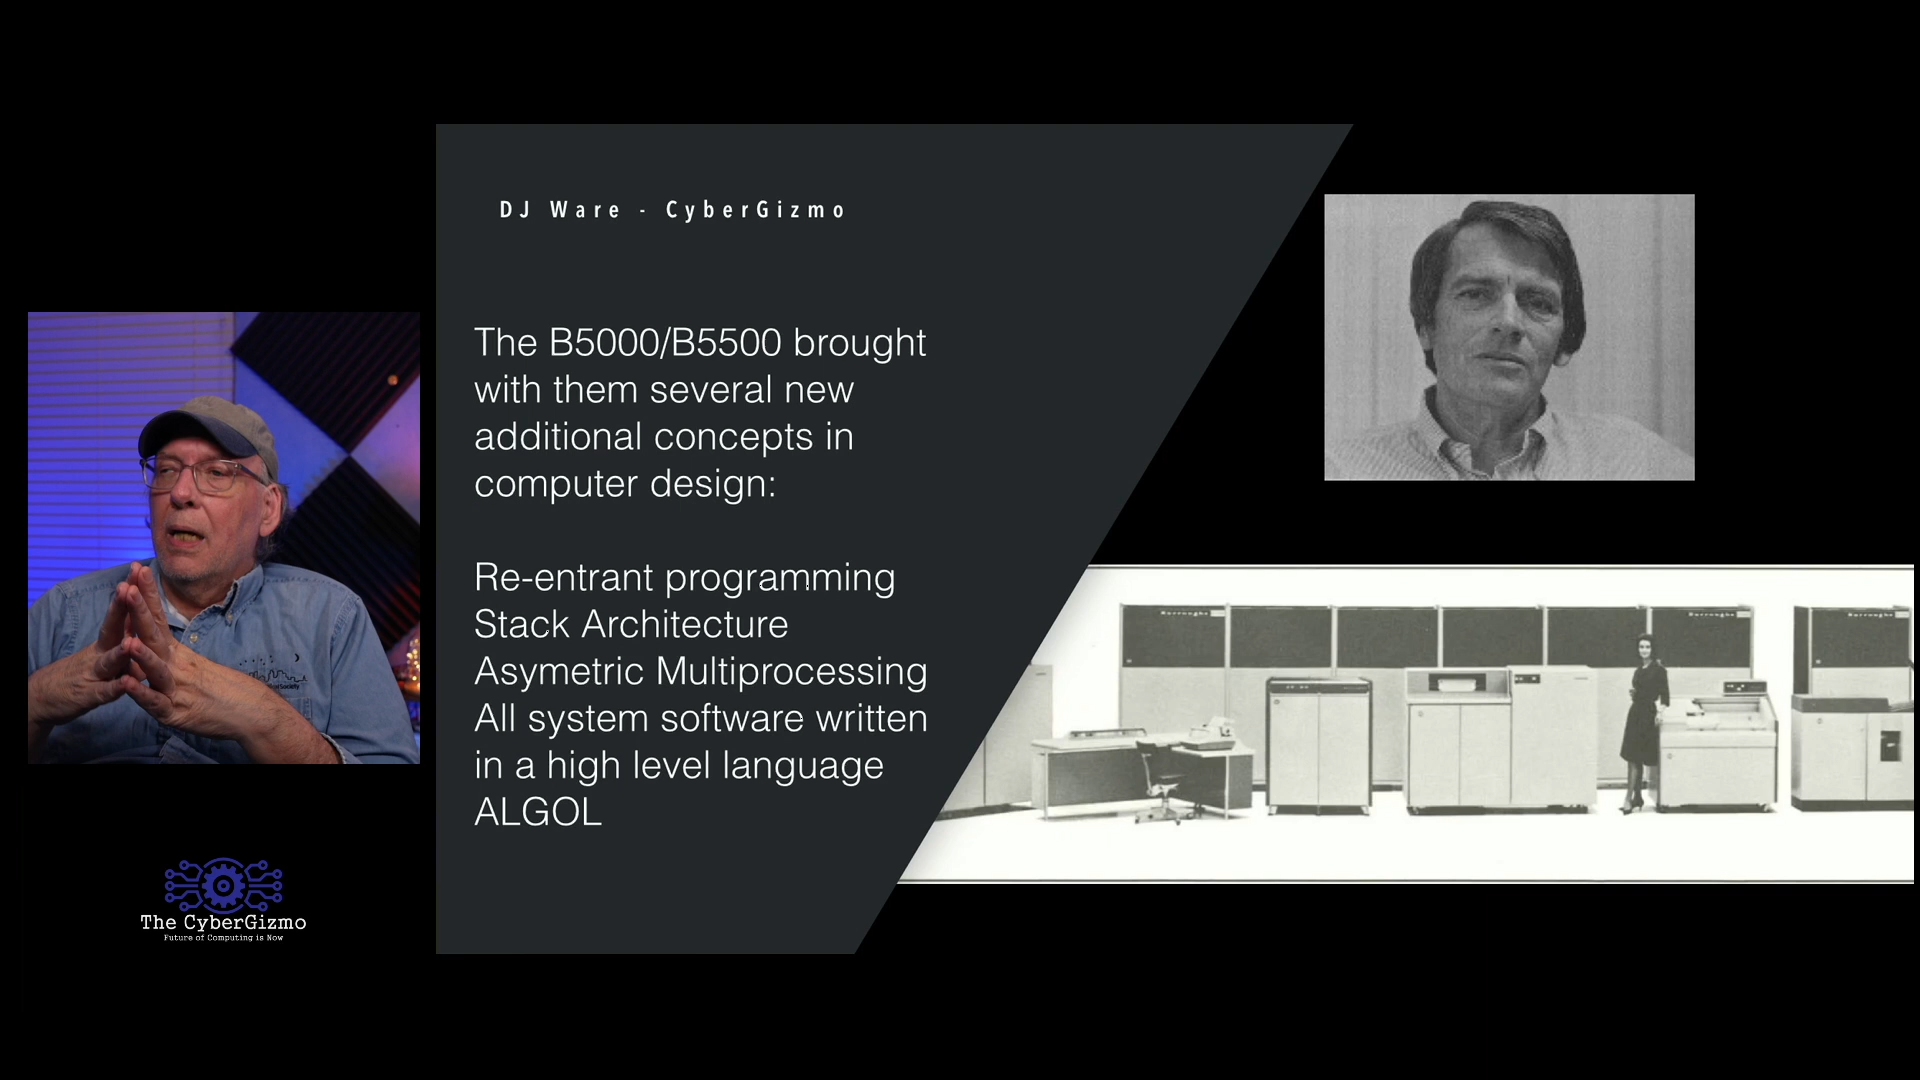 DJ Ware - CyberGizmo
The B5000/B5500 brought
with them several new
additional concepts in
computer design:
Re-entrant programming
Stack Architecture
Asymetric Multiprocessing
All system software written
in a high level language
ALGOL
The CyberGizmo
Future of Computing is Now
Burroughs
Burroughs